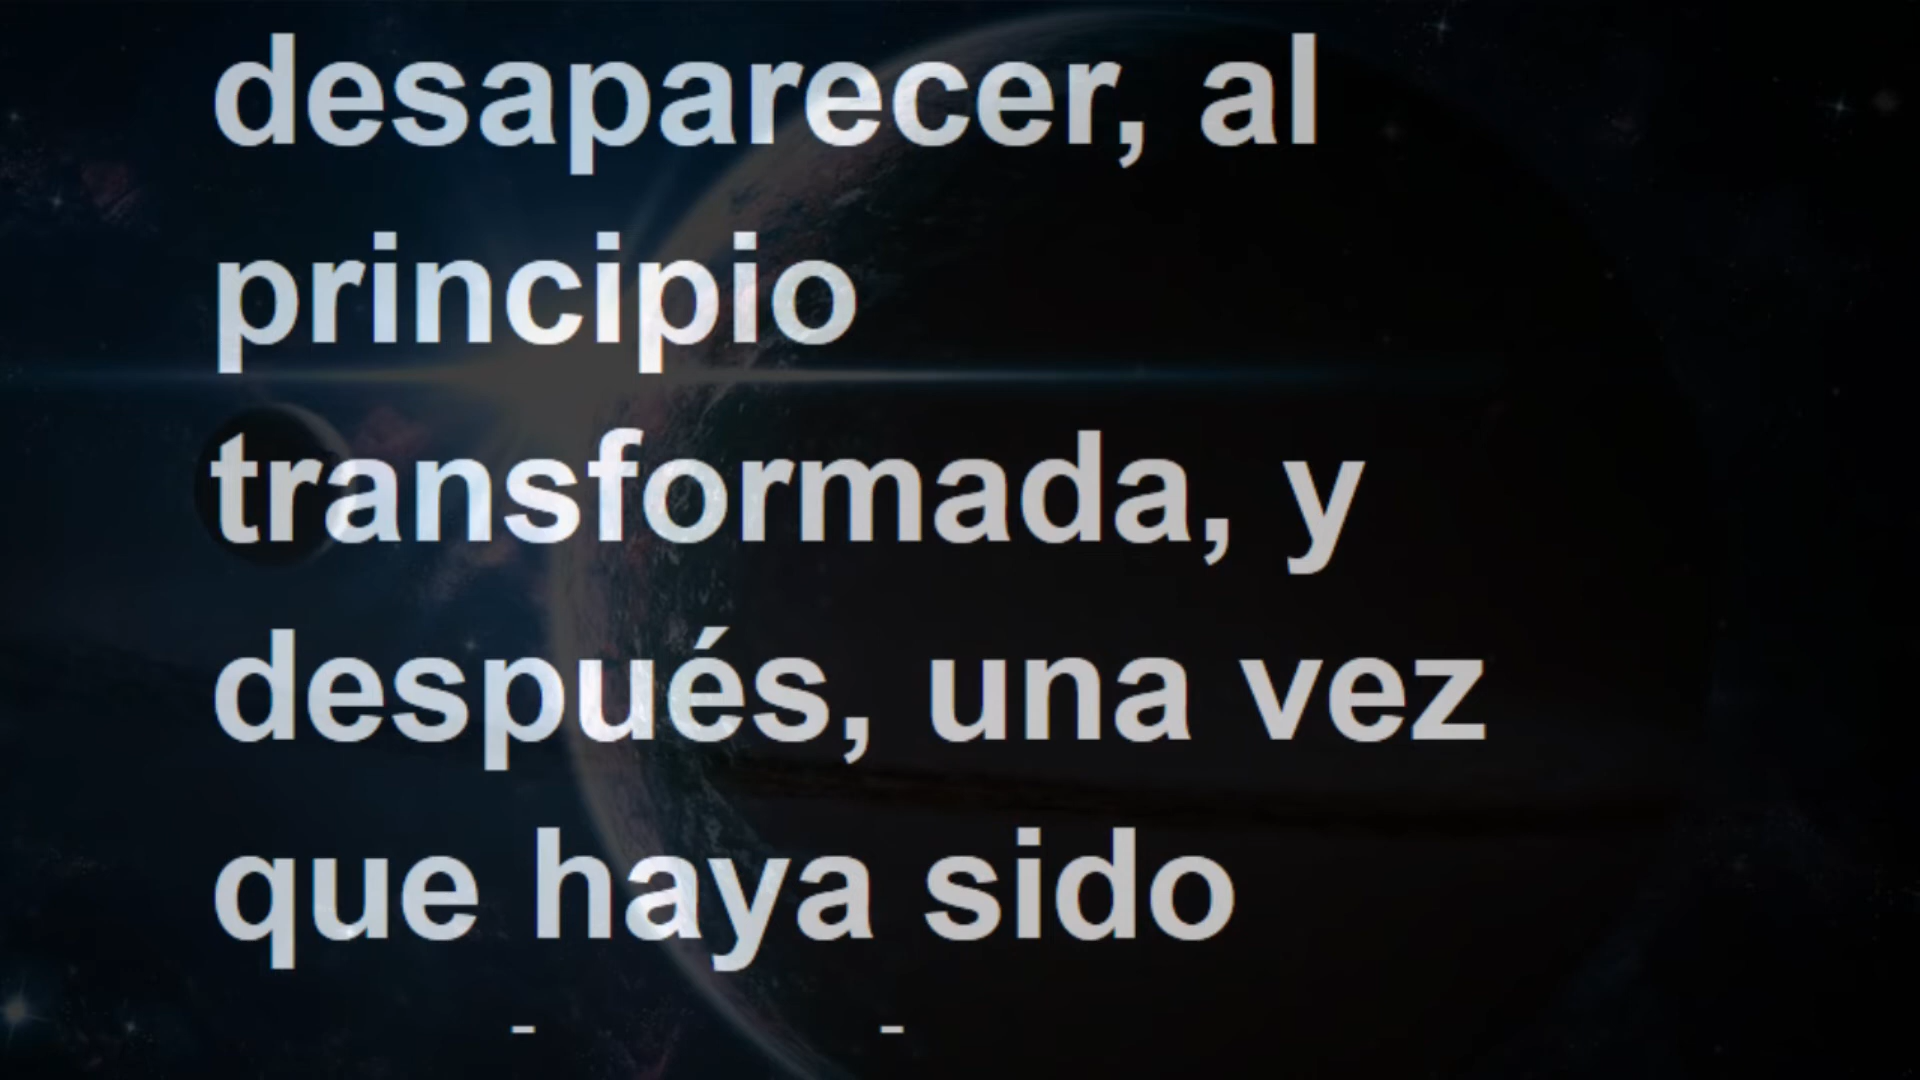 desaparecer, al
principio
transformada, y
después, una vez
que haya sido